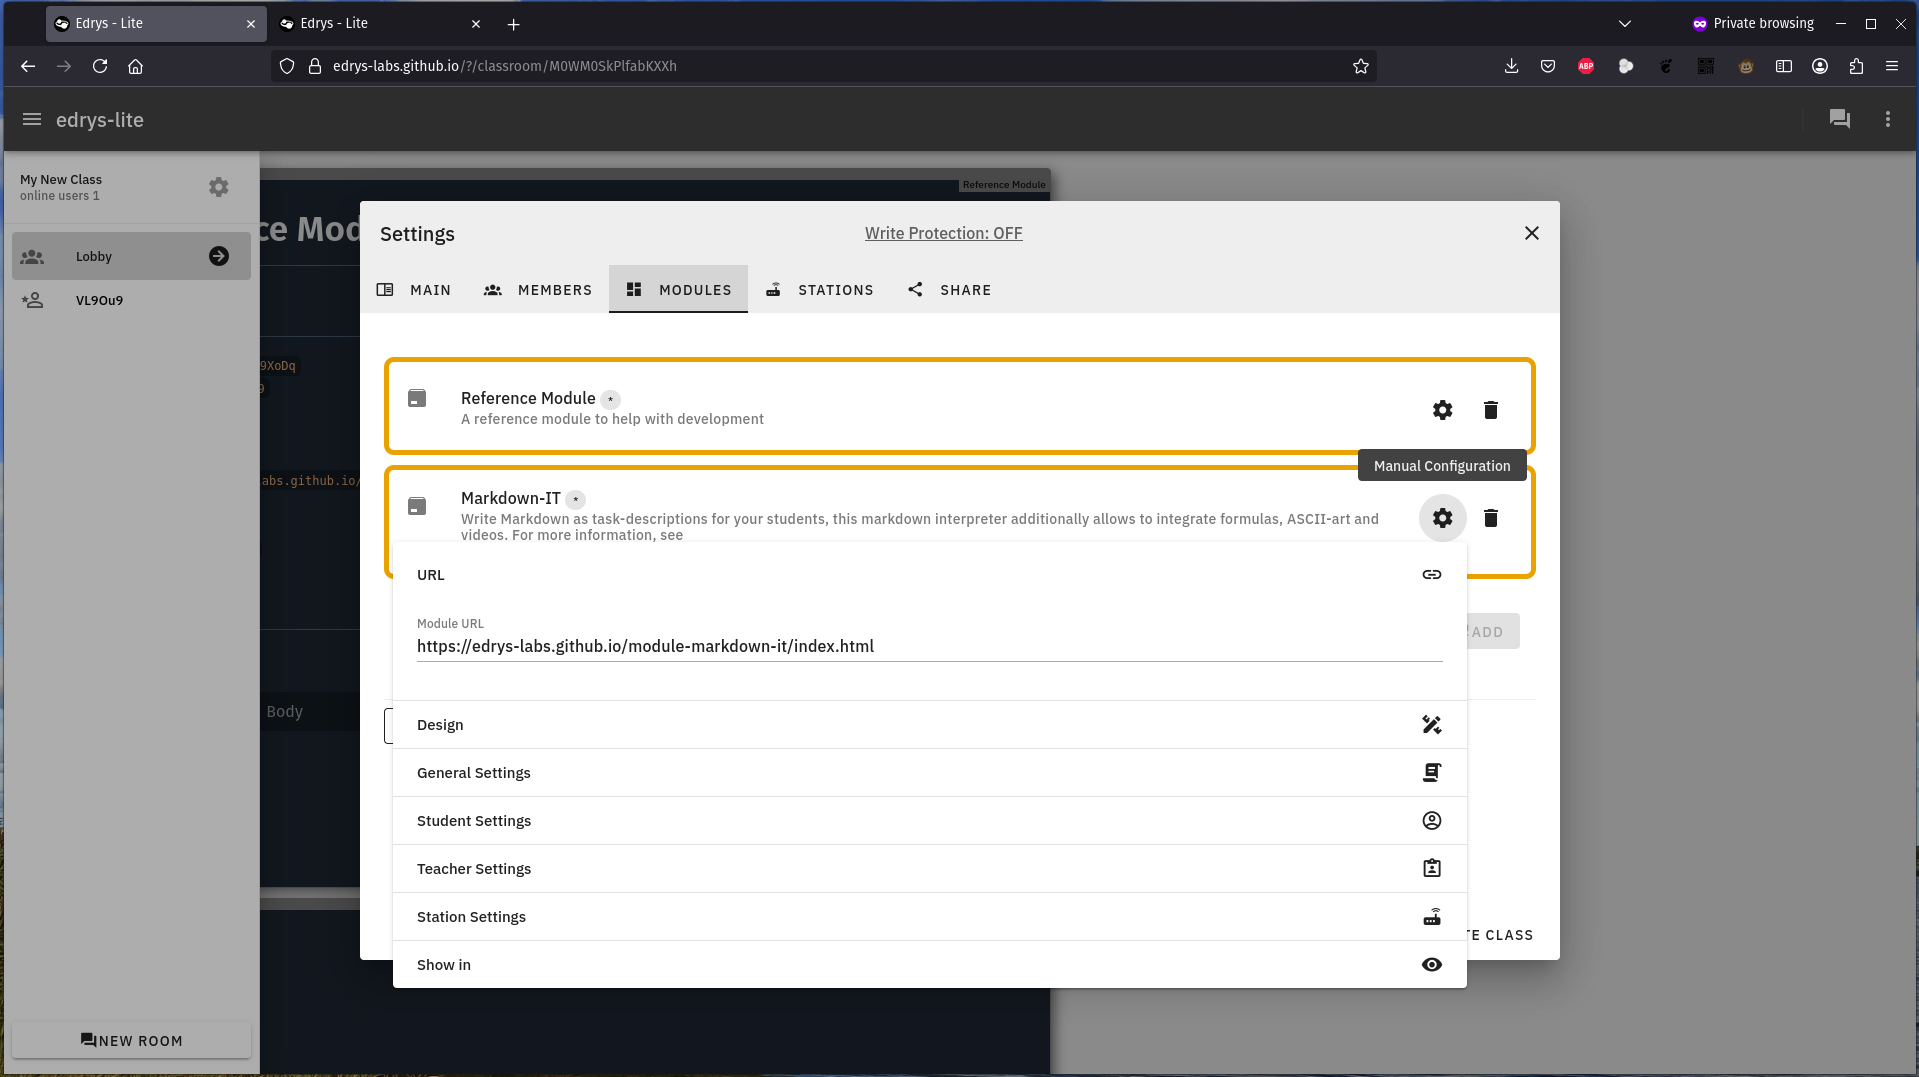 Edrys - Lite
Edrys - Lite
Private browsing
edrys-labs.github.io/?/classroom/M0WM0SkPlfabKXXh
ABP
edrys-lite
My New Class
online users 1
Lobby
VL9Ou9
NEW ROOM
Reference Module
ce Mod
9XoDq
9
abs.github.io/
Body
Settings
Write Protection: OFF
MAIN
MEMBERS
MODULES
STATIONS
SHARE
Reference Module *
A reference module to help with development
Manual Configuration
Markdown-IT *
Write Markdown as task-descriptions for your students, this markdown interpreter additionally allows to integrate formulas, ASCII-art and
videos. For more information, see
URL
Module URL
https://edrys-labs.github.io/module-markdown-it/index.html
ADD
Design
General Settings
Student Settings
Teacher Settings
Station Settings
TE CLASS
Show in